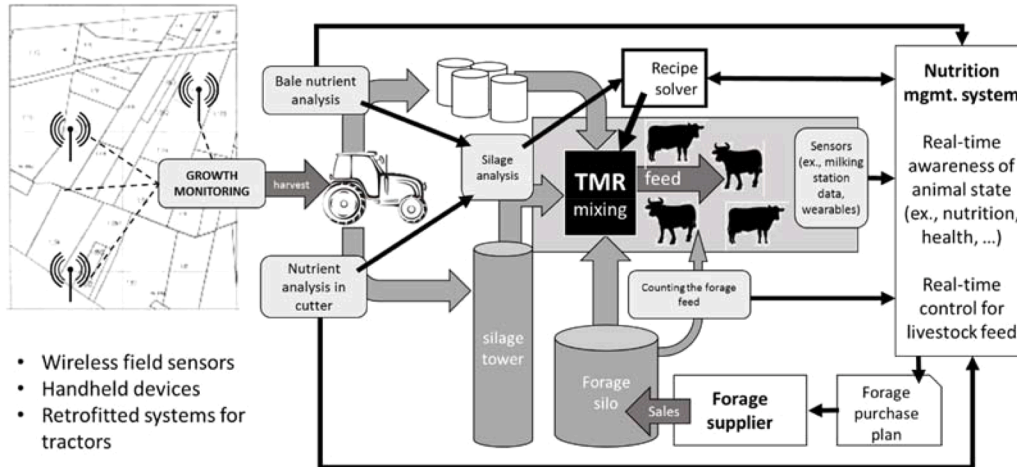 GROWTH
MONITORING
harvest
Bale nutrient
analysis
Nutrient
analysis in
cutter
Silage
analysis
silage
tower
Recipe
solver
TMR
mixing
feed
Sensors
(ex., milking
station
data,
wearables)
Counting the forage
feed
Forage
silo
Sales
Forage
supplier
Forage
purchase
plan
Nutrition
mgmt. system
Real-time
awareness of
animal state
(ex., nutrition,
health, ...)
Real-time
control for
livestock feed
• Wireless field sensors
• Handheld devices
• Retrofitted systems for
tractors